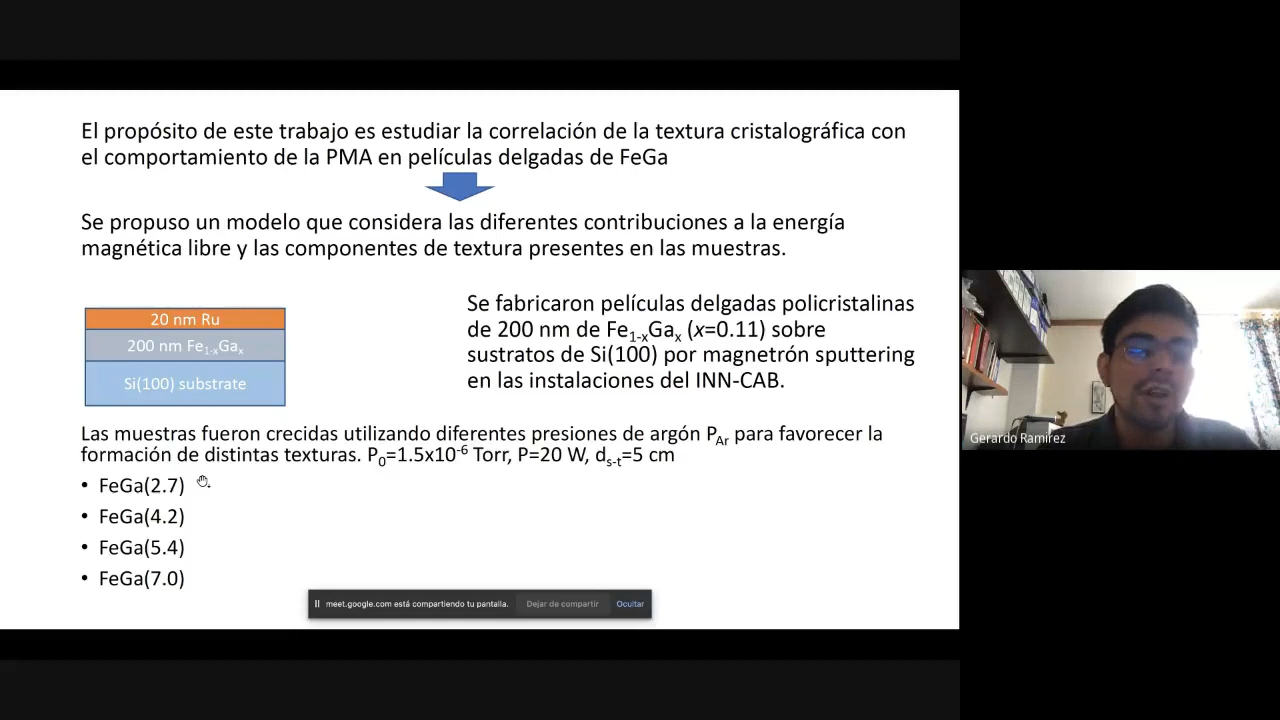 El propósito de este trabajo es estudiar la correlación de la textura cristalográfica con
el comportamiento de la PMA en películas delgadas de FeGa
Se propuso un modelo que considera las diferentes contribuciones a la energía
magnética libre y las componentes de textura presentes en las muestras.
20 nm Ru
200 nm Fe₁₋ₓGaₓ
Si(100) substrate
Se fabricaron películas delgadas policristalinas
de 200 nm de Fe₁₋ₓGaₓ (x=0.11) sobre
sustratos de Si(100) por magnetrón sputtering
en las instalaciones del INN-CAB.
Las muestras fueron crecidas utilizando diferentes presiones de argón P_Ar para favorecer la
formación de distintas texturas. P₀=1.5x10⁻⁶ Torr, P=20 W, d_s-t=5 cm
• FeGa(2.7)
• FeGa(4.2)
• FeGa(5.4)
• FeGa(7.0)
meet.google.com está compartiendo tu pantalla. Dejar de compartir Ocultar
Gerardo Ramírez